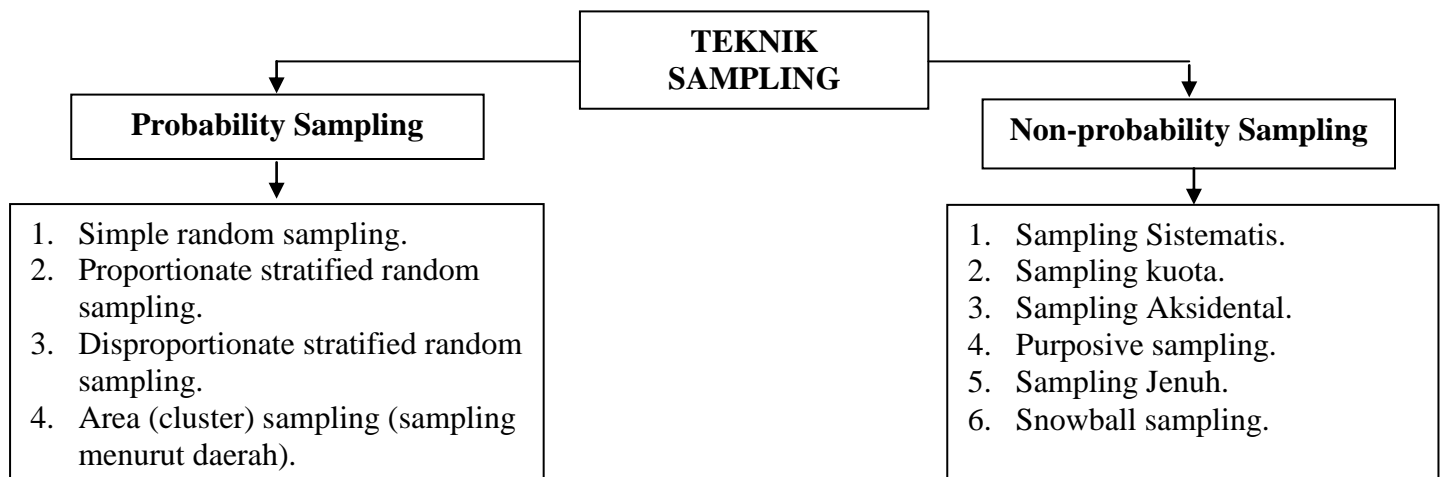 TEKNIK
SAMPLING
Probability Sampling
Non-probability Sampling
1. Simple random sampling.
2. Proportionate stratified random
sampling.
3. Disproportionate stratified random
sampling.
4. Area (cluster) sampling (sampling
menurut daerah).
1. Sampling Sistematis.
2. Sampling kuota.
3. Sampling Aksidental.
4. Purposive sampling.
5. Sampling Jenuh.
6. Snowball sampling.